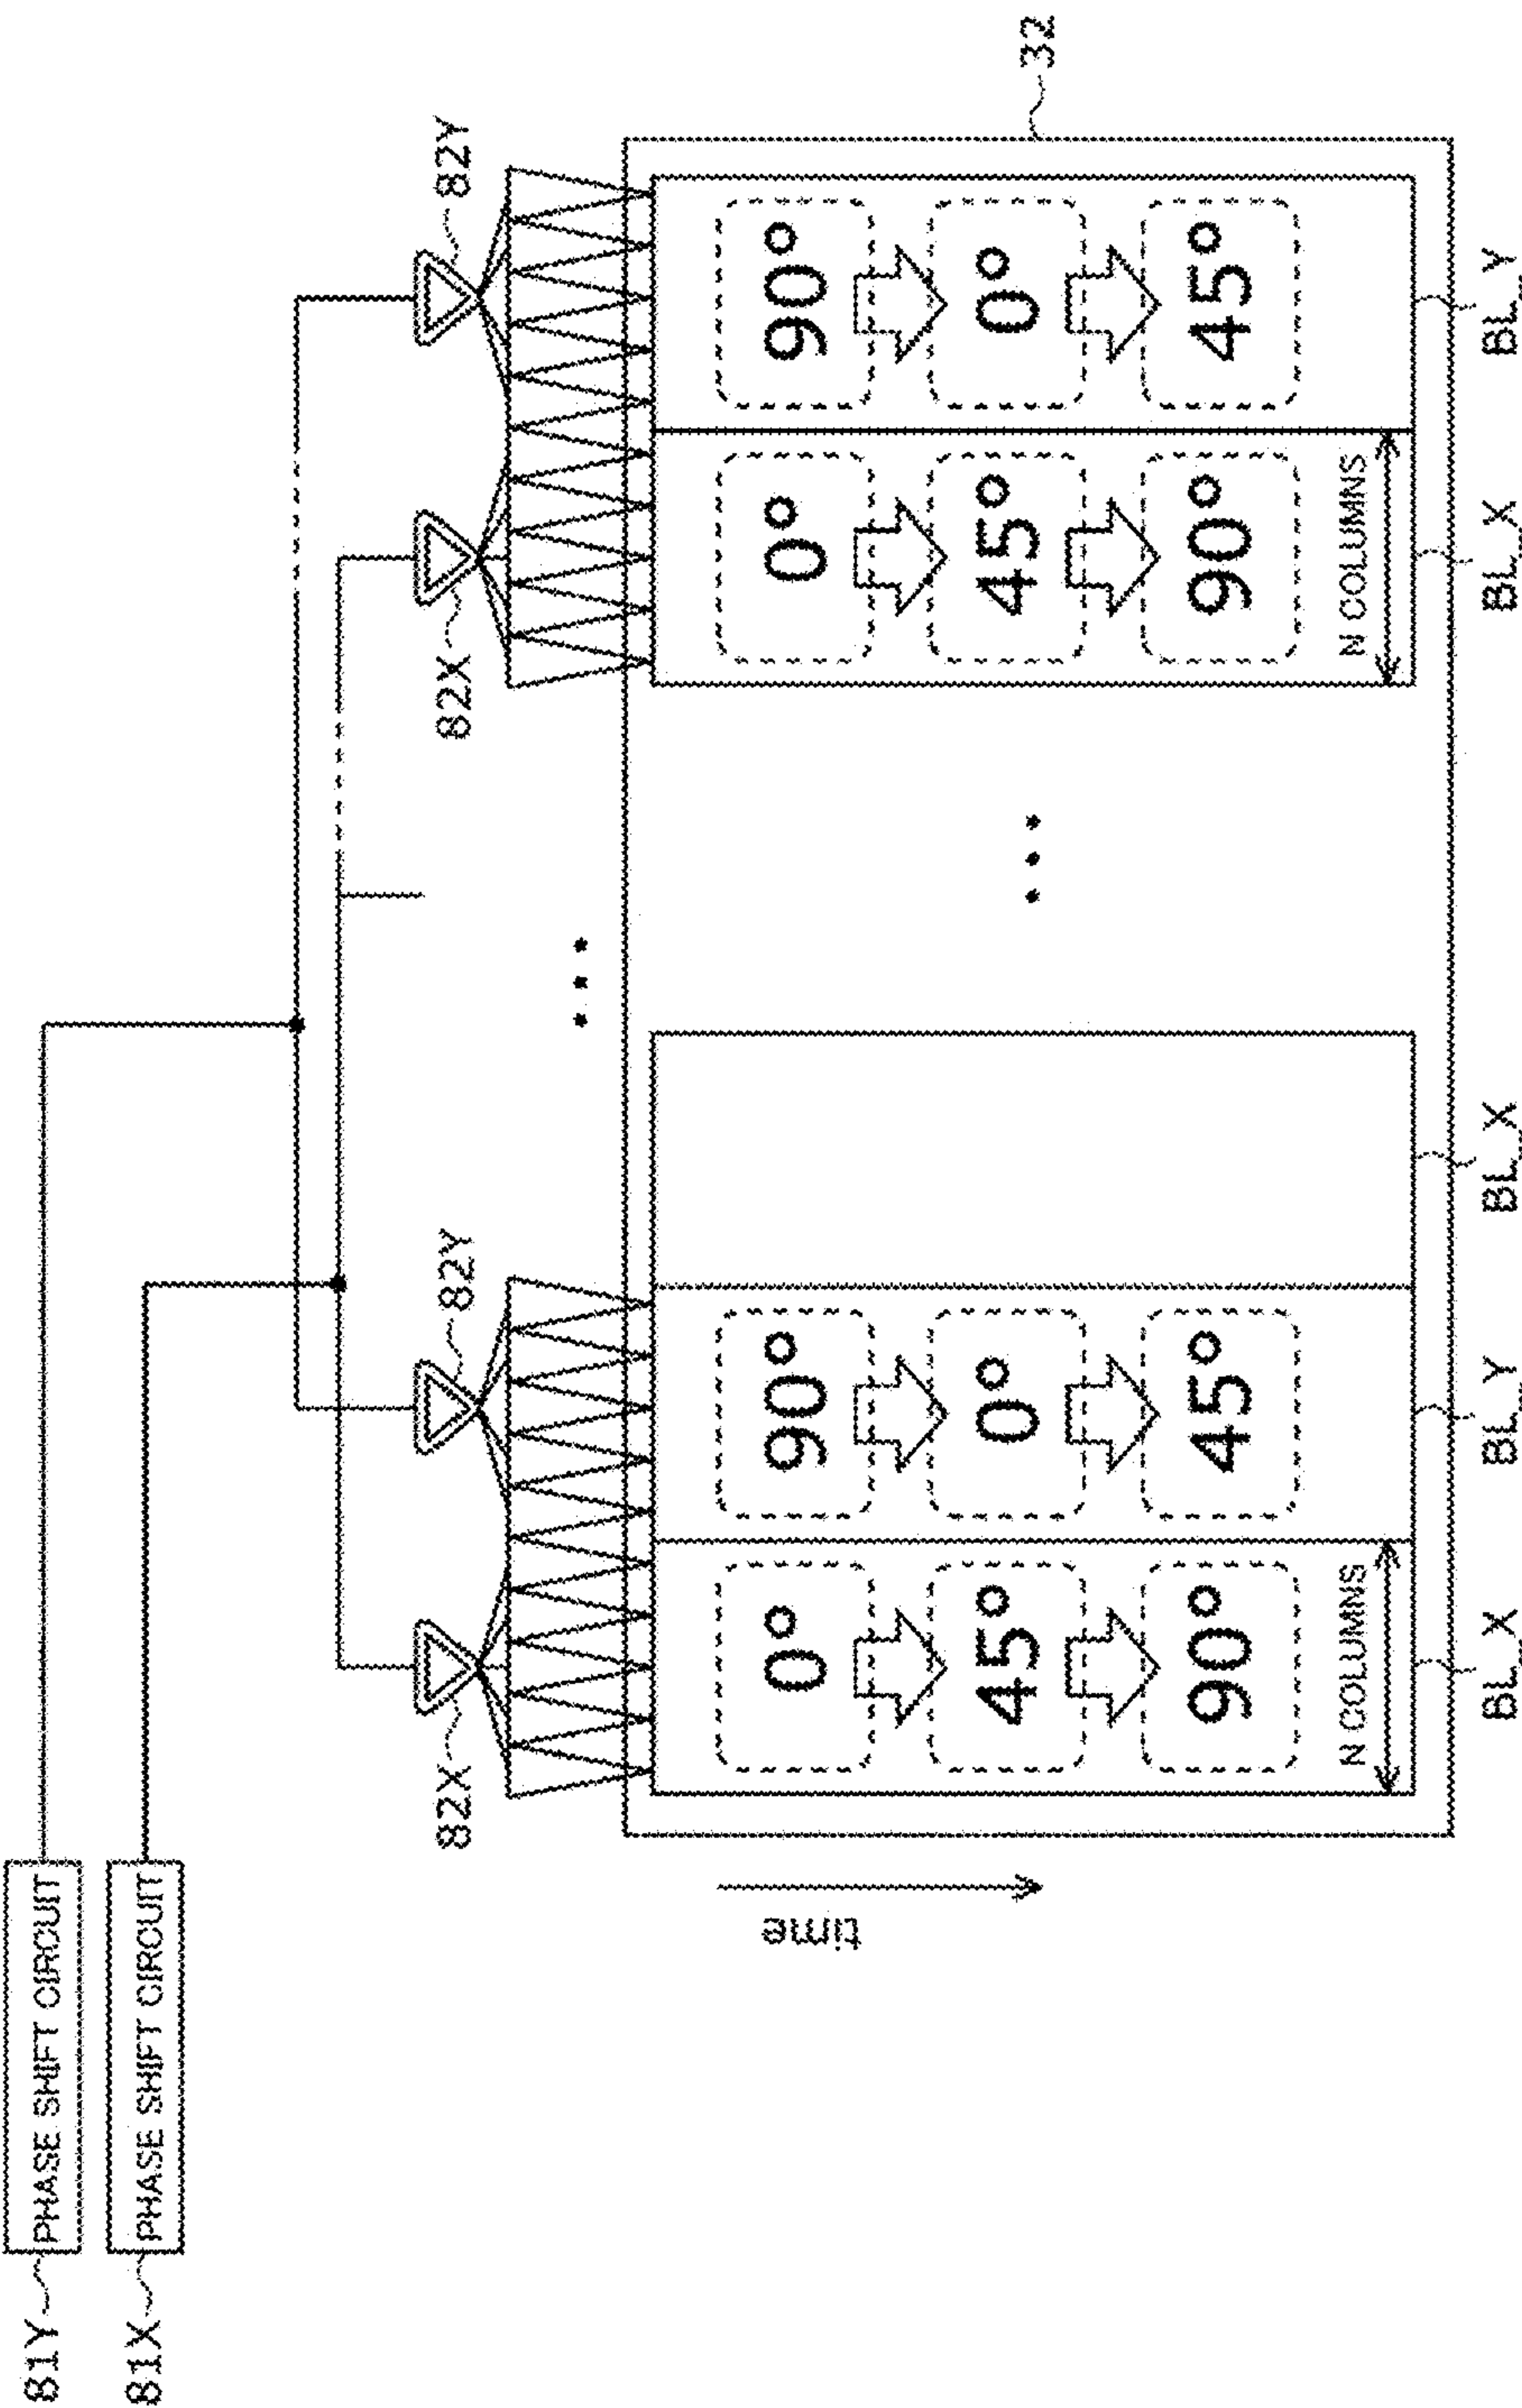 81Y PHASE SHIFT CIRCUIT
81X PHASE SHIFT CIRCUIT
82X 82Y 82X 82Y
time
0° 90° 0° 90°
45° 0° 45° 0°
90° 45° 90° 45°
N COLUMNS N COLUMNS
32
BL_X BL_Y BL_X BL_X BL_Y